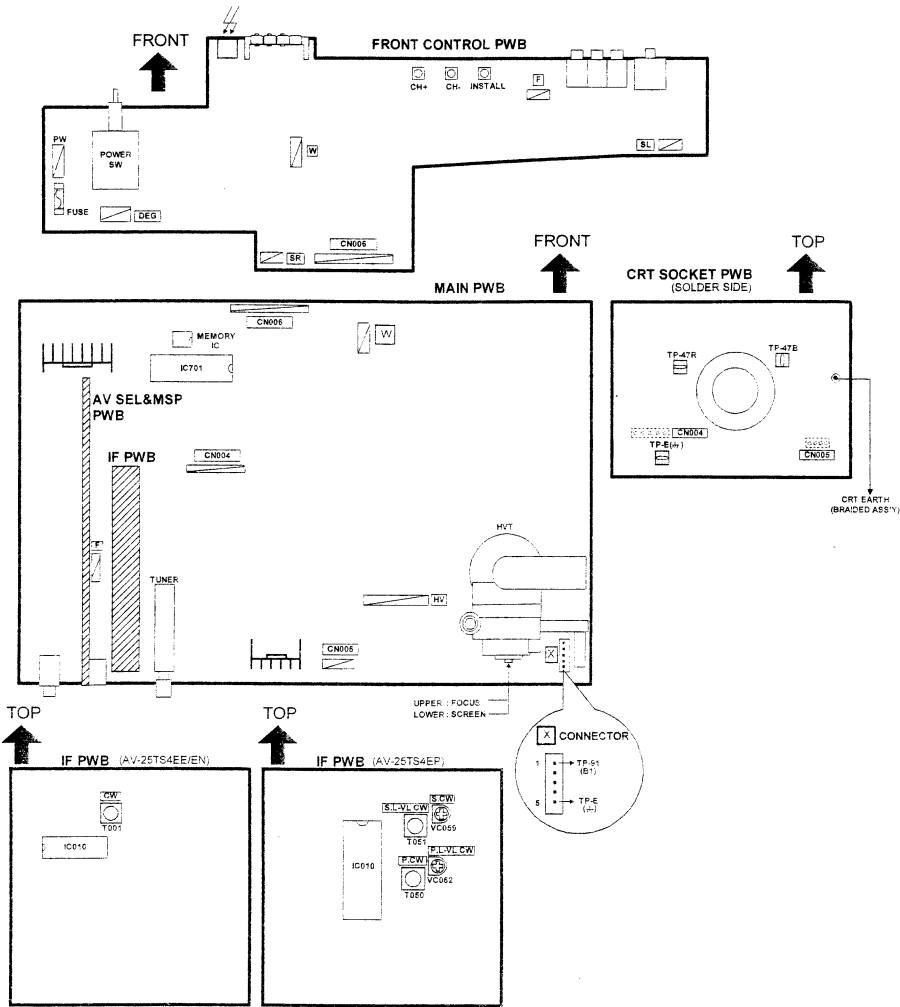 FRONT
FRONT CONTROL PWB
CH+ CH- INSTALL
F
PW
POWER
SW
W
SL
FUSE
DEG
SR
CN006
FRONT
TOP
MAIN PWB
CRT SOCKET PWB
(SOLDER SIDE)
CN006
MEMORY
IC
W
IC701
TP-47R
TP-47B
AV SEL&MSP
PWB
IF PWB
CN004
CN004
TP-E(⏚)
CN005
CRT EARTH
(BRAIDED ASS'Y)
HVT
F
TUNER
HV
CN005
X
UPPER : FOCUS
LOWER : SCREEN
TOP
TOP
X CONNECTOR
1
TP-91
(B1)
5
TP-E
(⏚)
IF PWB (AV-25TS4EE/EN)
IF PWB (AV-25TS4EP)
CW
T001
IC010
S.CW
S.L-VL CW
VC059
T051
IC010
P.L-VL CW
P.CW
VC052
T050